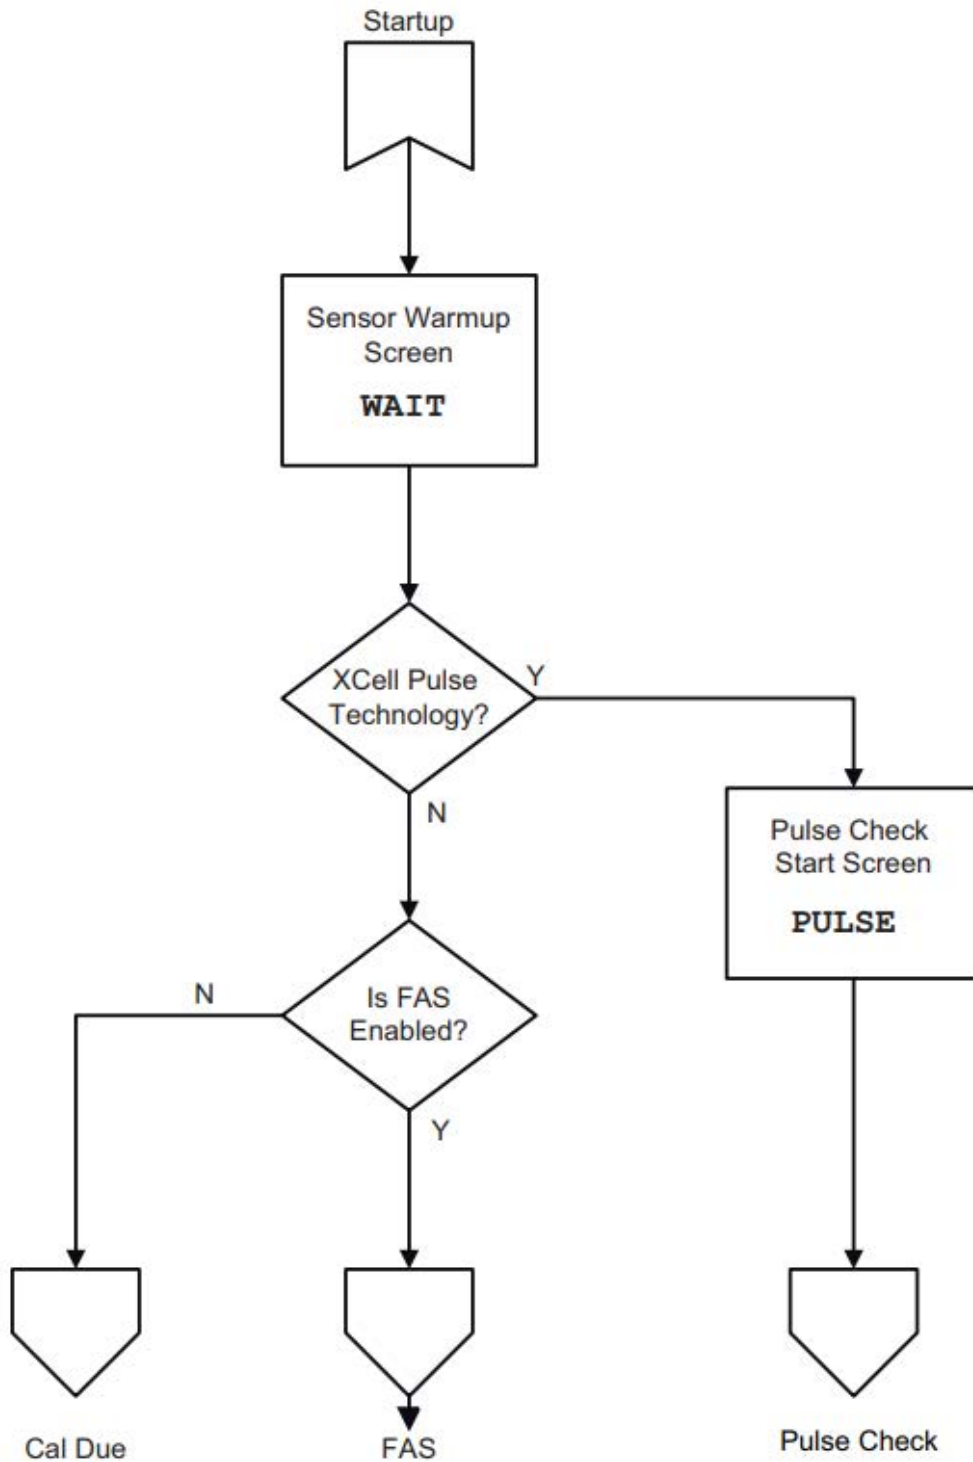 Startup
Sensor Warmup
Screen
WAIT
XCell Pulse
Technology?
Y
N
Pulse Check
Start Screen
PULSE
Is FAS
Enabled?
N
Y
Cal Due
FAS
Pulse Check